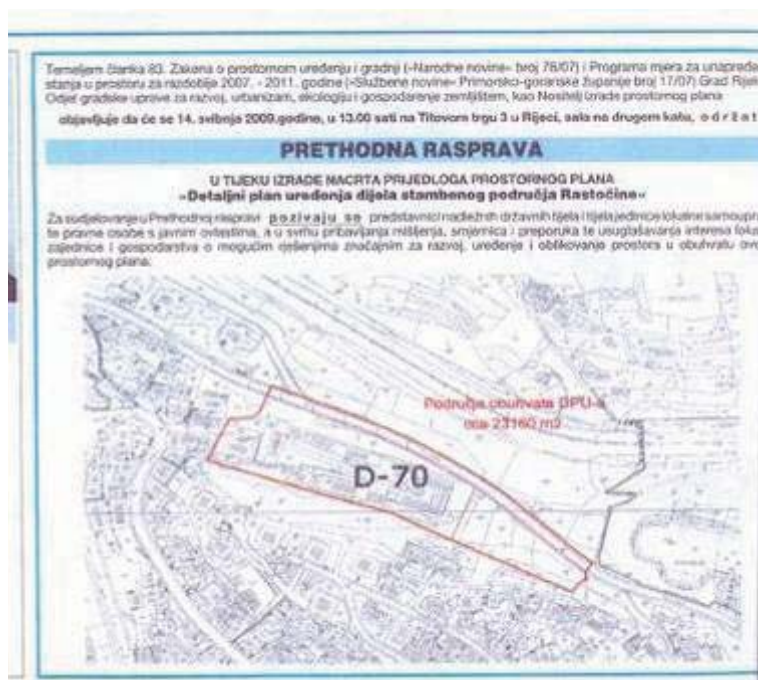 Temeljem članka 83. Zakona o prostornom uređenju i gradnji (»Narodne novine« broj 76/07) i Programa mjera za unapređe
stanja u prostoru za razdoblje 2007. - 2011. godine (»Službene novine« Primorsko-goranske županije broj 17/07) Grad Rijek
Odjel gradske uprave za razvoj, urbanizam, ekologiju i gospodarenje zemljištem, kao Nositelj izrade prostornog plana
objavljuje da će se 14. svibnja 2009.godine, u 13.00 sati na Titovom trgu 3 u Rijeci, sala na drugom katu, o d r ž a t
PRETHODNA RASPRAVA
U TIJEKU IZRADE NACRTA PRIJEDLOGA PROSTORNOG PLANA
»Detaljni plan uređenja dijela stambenog područja Rastočine«
Za sudjelovanje u Prethodnoj raspravi pozivaju se predstavnici nadležnih državnih tijela i tijela jedinice lokalne samoupra
te pravne osobe s javnim ovlastima, a u svrhu pribavljanja mišljenja, smjernica i preporuka te usuglašavanja interesa lokal
zajednice i gospodarstva o mogućim rješenjima značajnim za razvoj, uređenje i oblikovanje prostora u obuhvatu ovo
prostornog plana.
Područje obuhvata DPU-a
cca 23160 m2
D-70